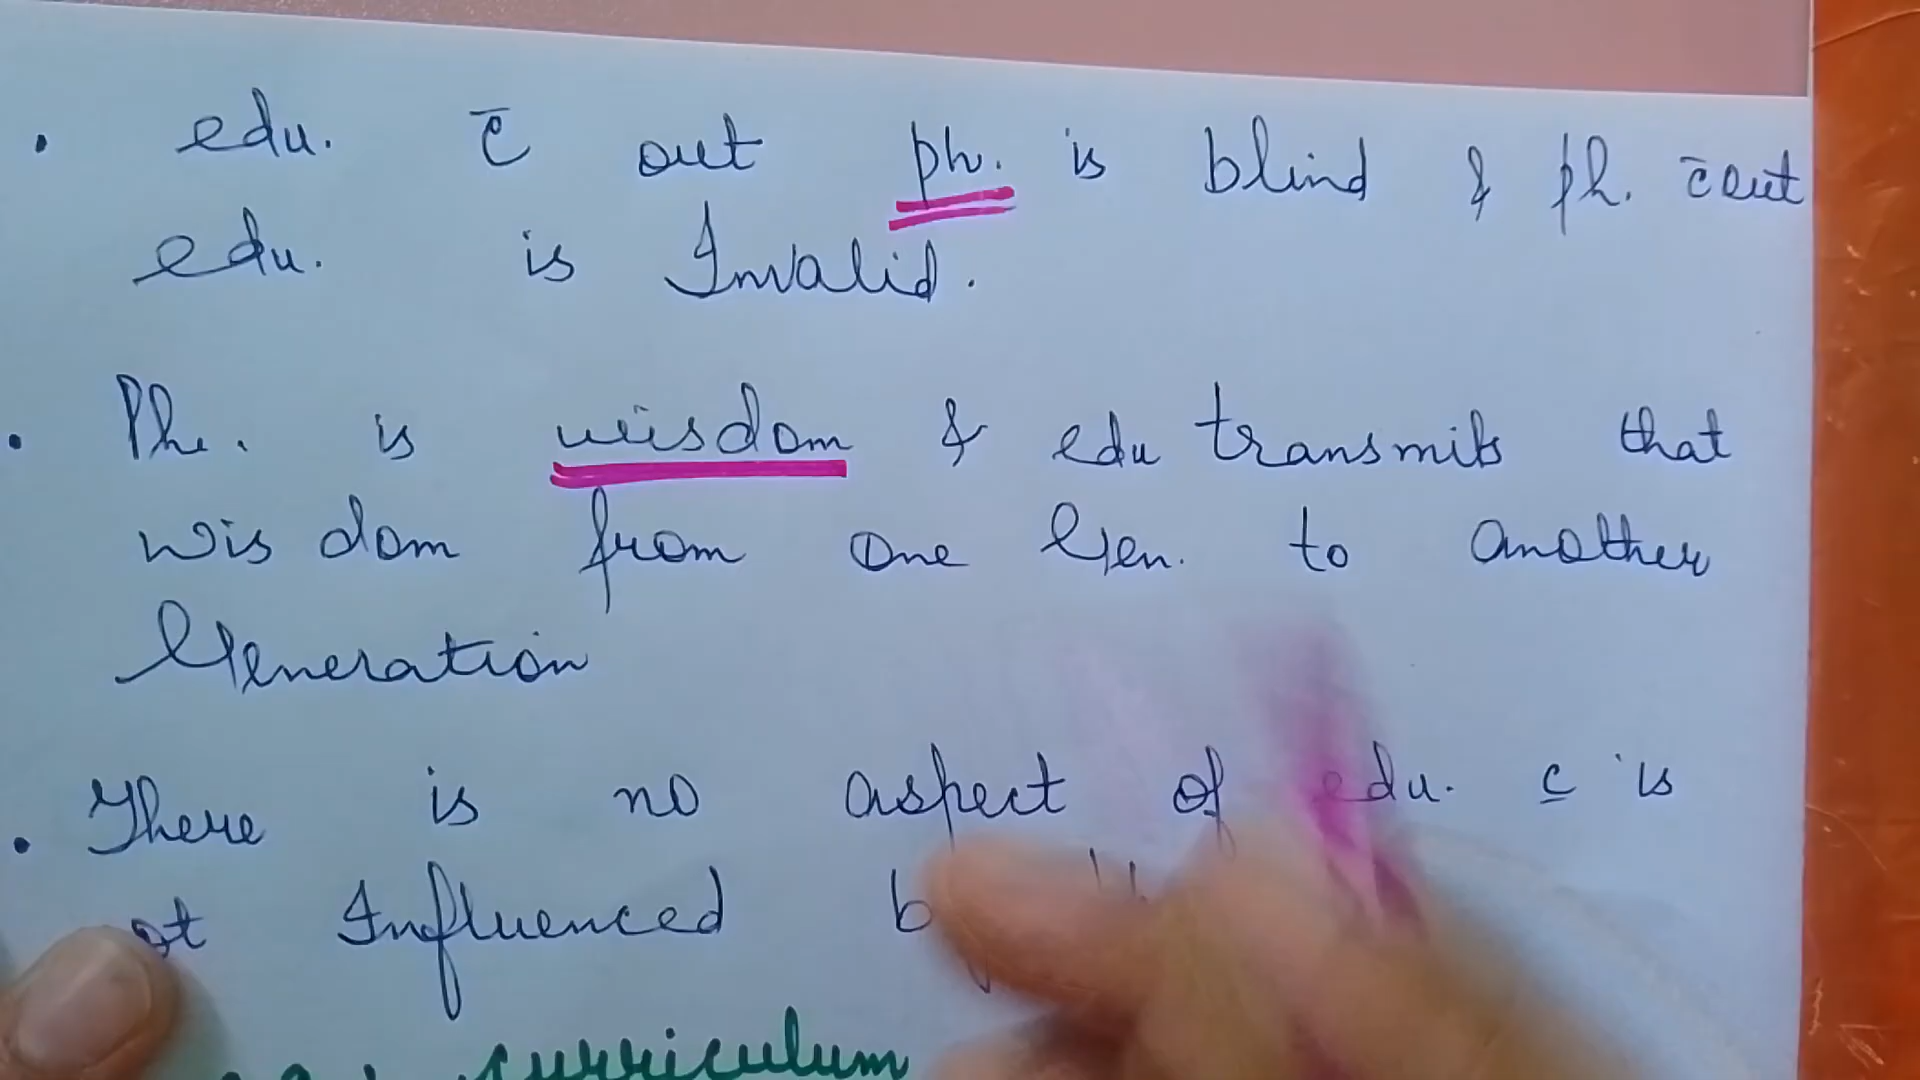 • edu. c̄ out ph. is blind & ph. c̄out
edu. is Invalid.
• Phe. is wisdom & edu transmits that
wisdom from one Gen. to another
Generation
• There is no aspect of edu. c is
ot Influenced
curriculum